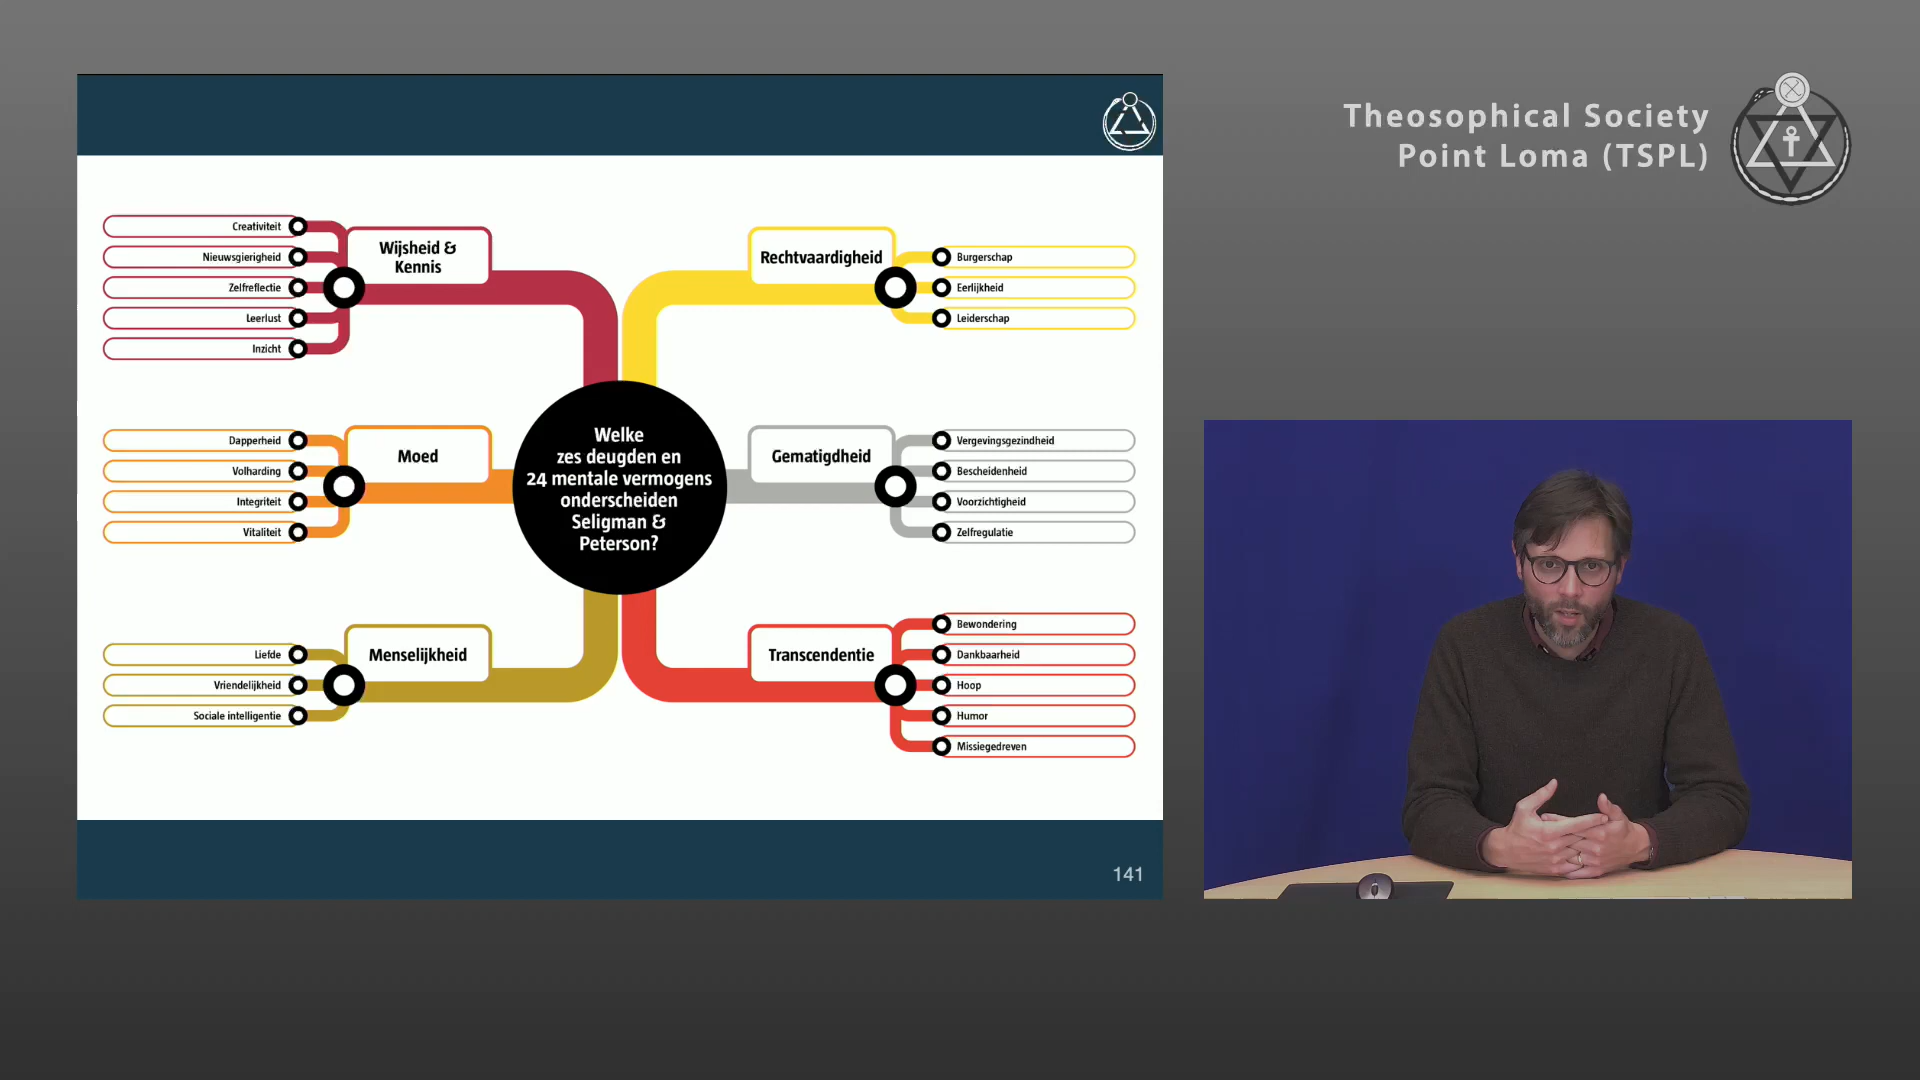 Theosophical Society
Point Loma (TSPL)
Creativiteit
Nieuwsgierigheid
Zelfreflectie
Leerlust
Inzicht
Wijsheid &
Kennis
Dapperheid
Volharding
Integriteit
Vitaliteit
Moed
Liefde
Vriendelijkheid
Sociale intelligentie
Menselijkheid
Welke
zes deugden en
24 mentale vermogens
onderscheiden
Seligman &
Peterson?
Rechtvaardigheid
Burgerschap
Eerlijkheid
Leiderschap
Gematigdheid
Vergevingsgezindheid
Bescheidenheid
Voorzichtigheid
Zelfregulatie
Transcendentie
Bewondering
Dankbaarheid
Hoop
Humor
Missiegedreven
141